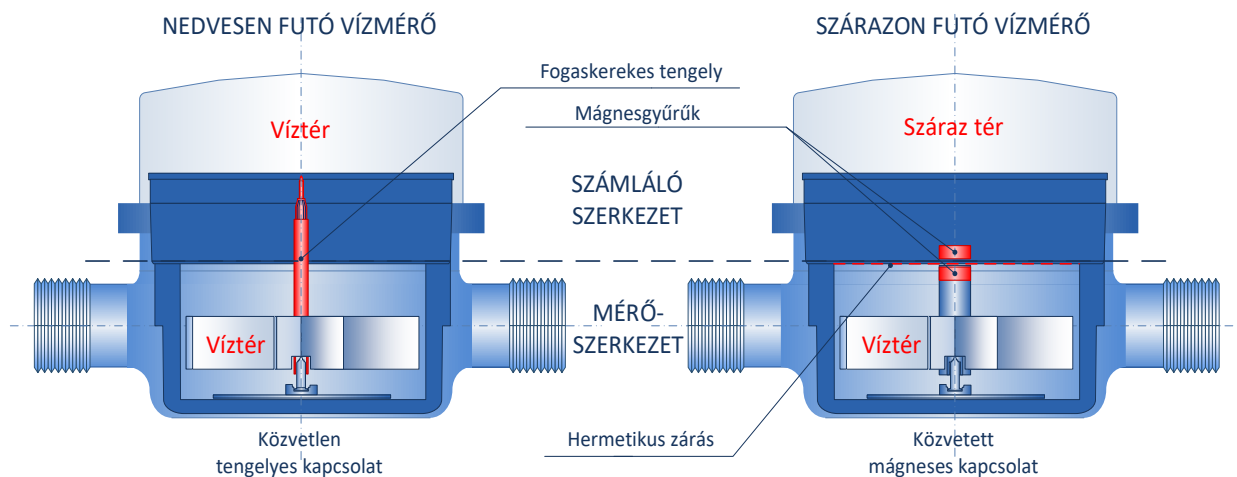 NEDVESEN FUTÓ VÍZMÉRŐ
SZÁRAZON FUTÓ VÍZMÉRŐ
Fogaskerekes tengely
Mágnesgyűrűk
Víztér
Száraz tér
SZÁMLÁLÓ
SZERKEZET
MÉRŐ-
SZERKEZET
Víztér
Víztér
Hermetikus zárás
Közvetlen
tengelyes kapcsolat
Közvetett
mágneses kapcsolat